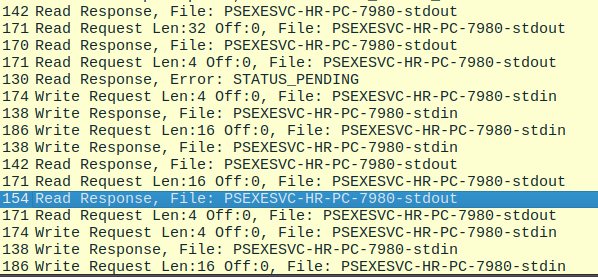 142 Read Response, File: PSEXESVC-HR-PC-7980-stdout
171 Read Request Len:32 Off:0, File: PSEXESVC-HR-PC-7980-stdout
170 Read Response, File: PSEXESVC-HR-PC-7980-stdout
171 Read Request Len:4 Off:0, File: PSEXESVC-HR-PC-7980-stdout
130 Read Response, Error: STATUS_PENDING
174 Write Request Len:4 Off:0, File: PSEXESVC-HR-PC-7980-stdin
138 Write Response, File: PSEXESVC-HR-PC-7980-stdin
186 Write Request Len:16 Off:0, File: PSEXESVC-HR-PC-7980-stdin
138 Write Response, File: PSEXESVC-HR-PC-7980-stdin
142 Read Response, File: PSEXESVC-HR-PC-7980-stdout
171 Read Request Len:16 Off:0, File: PSEXESVC-HR-PC-7980-stdout
154 Read Response, File: PSEXESVC-HR-PC-7980-stdout
171 Read Request Len:4 Off:0, File: PSEXESVC-HR-PC-7980-stdout
174 Write Request Len:4 Off:0, File: PSEXESVC-HR-PC-7980-stdin
138 Write Response, File: PSEXESVC-HR-PC-7980-stdin
186 Write Request Len:16 Off:0, File: PSEXESVC-HR-PC-7980-stdin